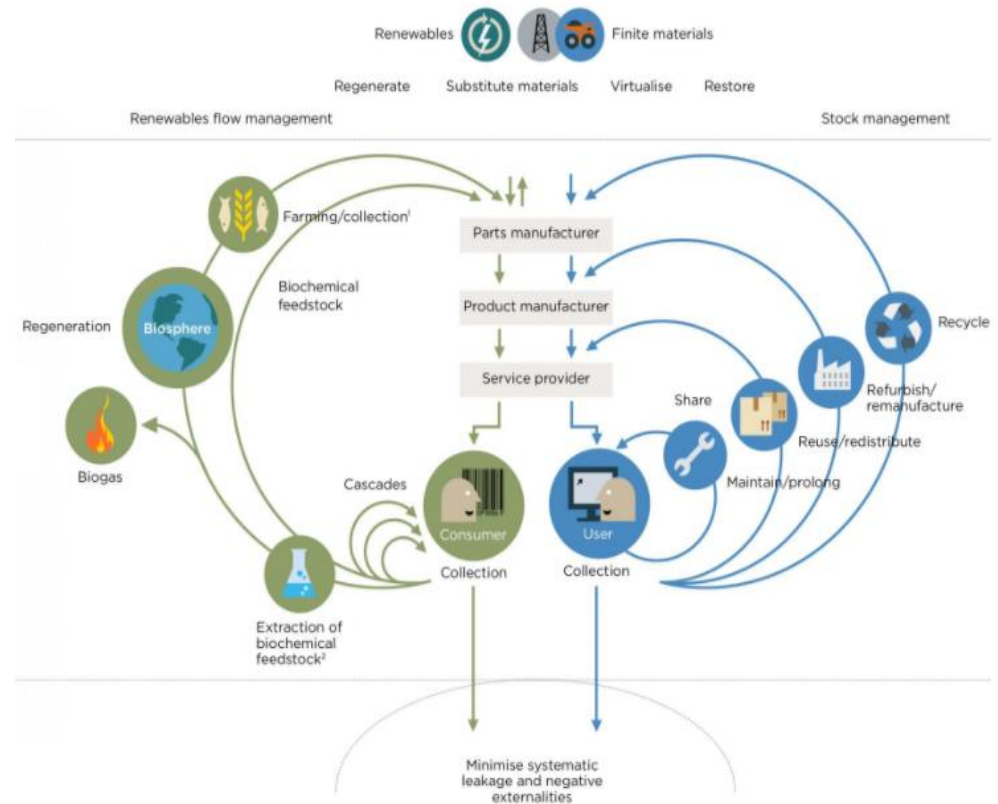 Renewables
Finite materials
Regenerate
Substitute materials
Virtualise
Restore
Renewables flow management
Stock management
Farming/collection¹
Parts manufacturer
Biochemical
feedstock
Product manufacturer
Regeneration
Biosphere
Recycle
Service provider
Share
Refurbish/
remanufacture
Reuse/redistribute
Biogas
Cascades
Maintain/prolong
Consumer
User
Collection
Collection
Extraction of
biochemical
feedstock²
Minimise systematic
leakage and negative
externalities